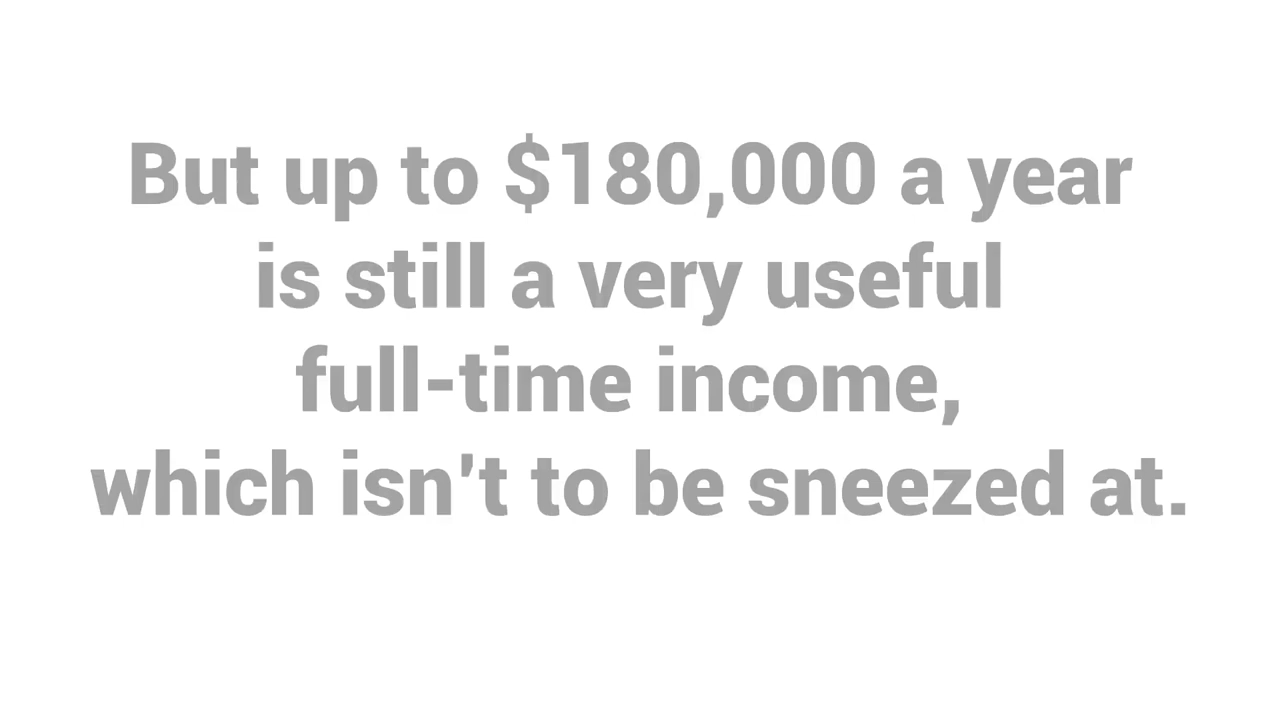 But up to $180,000 a year
is still a very useful
full-time income,
which isn't to be sneezed at.